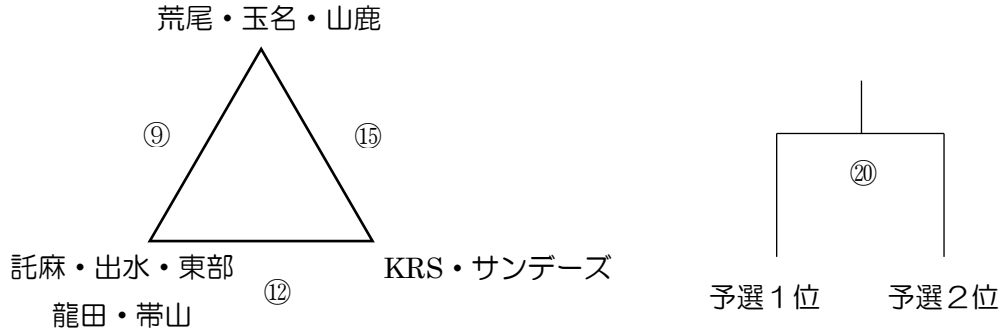 荒尾・玉名・山鹿
⑨
⑮
⑳
託麻・出水・東部
KRS・サンデーズ
⑫
龍田・帯山
予選１位
予選２位